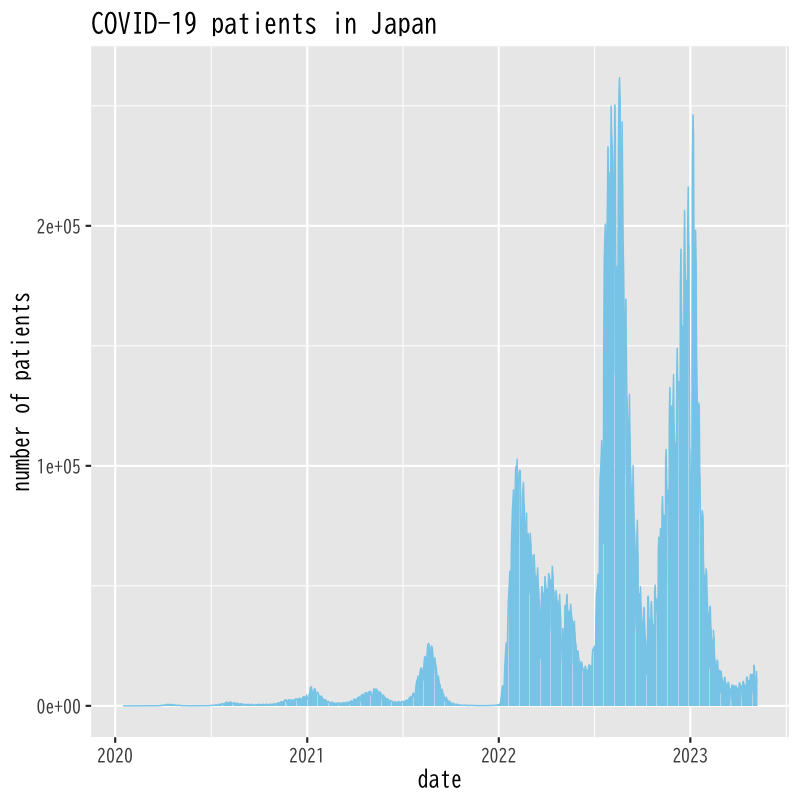 COVID-19 patients in Japan
number of patients
2e+05
1e+05
0e+00
2020 2021 2022 2023
date